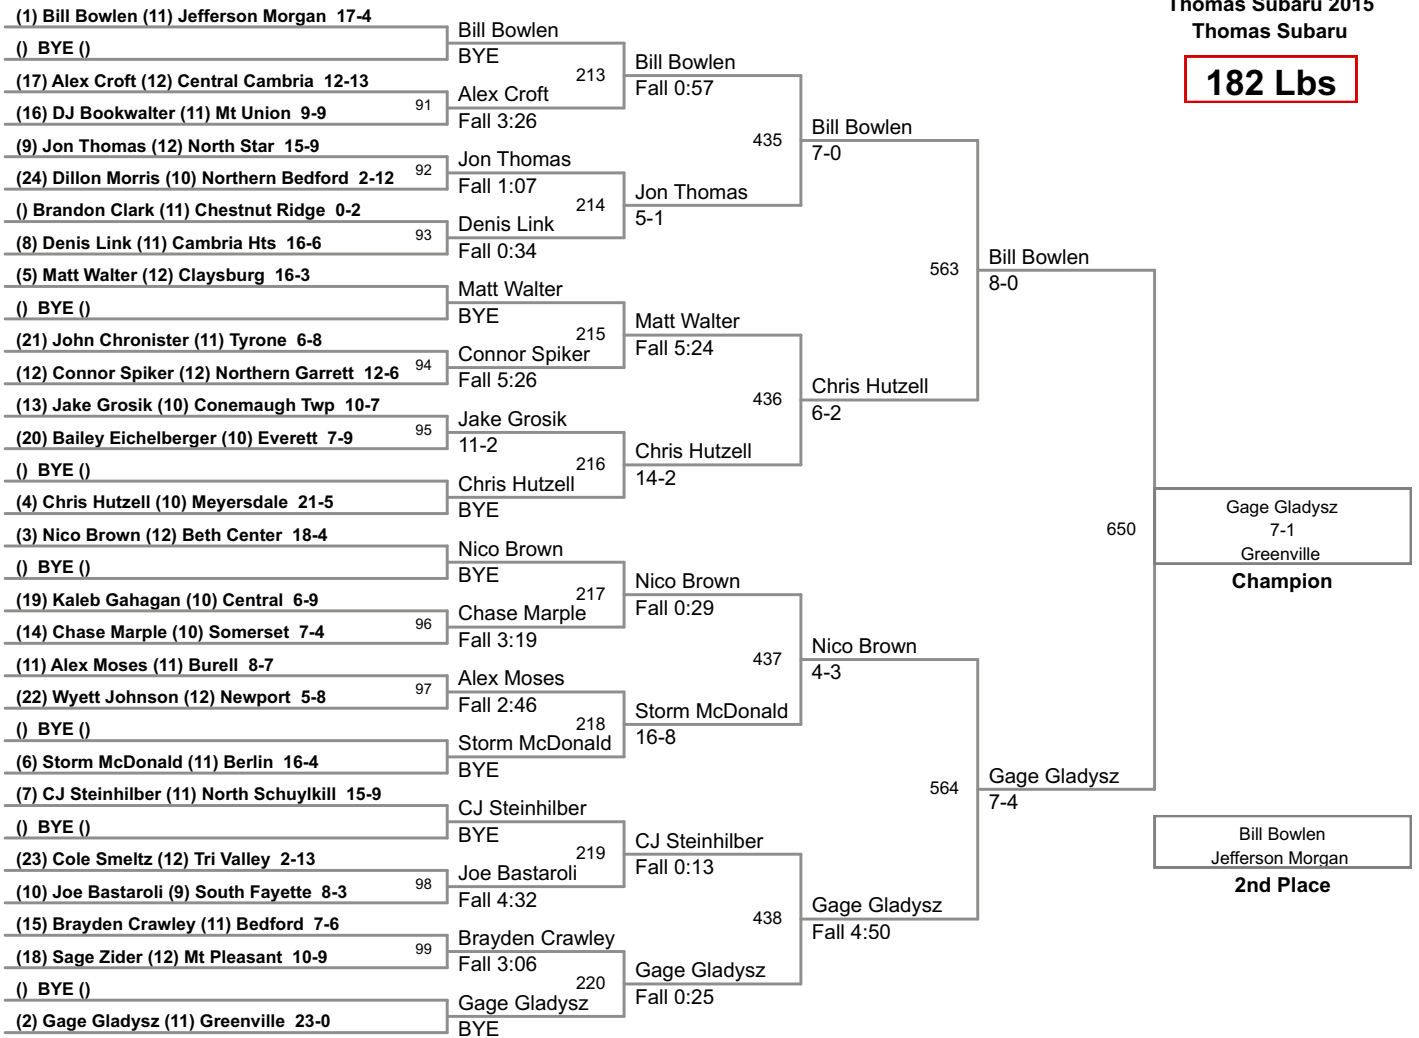 Thomas Subaru 2015
Thomas Subaru
182 Lbs
(1) Bill Bowlen (11) Jefferson Morgan 17-4
() BYE ()
(17) Alex Croft (12) Central Cambria 12-13
(16) DJ Bookwalter (11) Mt Union 9-9
(9) Jon Thomas (12) North Star 15-9
(24) Dillon Morris (10) Northern Bedford 2-12
() Brandon Clark (11) Chestnut Ridge 0-2
(8) Denis Link (11) Cambria Hts 16-6
(5) Matt Walter (12) Claysburg 16-3
() BYE ()
(21) John Chronister (11) Tyrone 6-8
(12) Connor Spiker (12) Northern Garrett 12-6
(13) Jake Grosik (10) Conemaugh Twp 10-7
(20) Bailey Eichelberger (10) Everett 7-9
() BYE ()
(4) Chris Hutzell (10) Meyersdale 21-5
(3) Nico Brown (12) Beth Center 18-4
() BYE ()
(19) Kaleb Gahagan (10) Central 6-9
(14) Chase Marple (10) Somerset 7-4
(11) Alex Moses (11) Burell 8-7
(22) Wyett Johnson (12) Newport 5-8
() BYE ()
(6) Storm McDonald (11) Berlin 16-4
(7) CJ Steinhilber (11) North Schuylkill 15-9
() BYE ()
(23) Cole Smeltz (12) Tri Valley 2-13
(10) Joe Bastaroli (9) South Fayette 8-3
(15) Brayden Crawley (11) Bedford 7-6
(18) Sage Zider (12) Mt Pleasant 10-9
() BYE ()
(2) Gage Gladysz (11) Greenville 23-0
91
92
93
94
95
96
97
98
99
Bill Bowlen
BYE
Alex Croft
Fall 3:26
Jon Thomas
Fall 1:07
Denis Link
Fall 0:34
Matt Walter
BYE
Connor Spiker
Fall 5:26
Jake Grosik
11-2
Chris Hutzell
BYE
Nico Brown
BYE
Chase Marple
Fall 3:19
Alex Moses
Fall 2:46
Storm McDonald
BYE
CJ Steinhilber
BYE
Joe Bastaroli
Fall 4:32
Brayden Crawley
Fall 3:06
Gage Gladysz
BYE
213
214
215
216
217
218
219
220
Bill Bowlen
Fall 0:57
Jon Thomas
5-1
Matt Walter
Fall 5:24
Chris Hutzell
14-2
Nico Brown
Fall 0:29
Storm McDonald
16-8
CJ Steinhilber
Fall 0:13
Gage Gladysz
Fall 0:25
435
436
437
438
Bill Bowlen
7-0
Chris Hutzell
6-2
Nico Brown
4-3
Gage Gladysz
Fall 4:50
563
564
Bill Bowlen
8-0
Gage Gladysz
7-4
650
Gage Gladysz
7-1
Greenville
Champion
Bill Bowlen
Jefferson Morgan
2nd Place